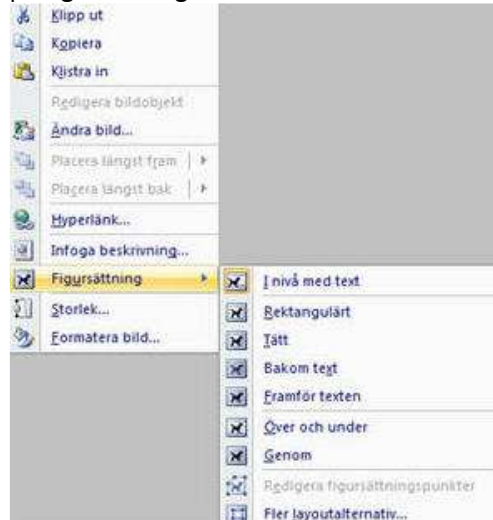 Klipp ut
Kopiera
Klistra in
Redigera bildobjekt
Ändra bild...
Placera längst fram
Placera längst bak
Hyperlänk...
Infoga beskrivning...
Figursättning
Storlek...
Formatera bild...
I nivå med text
Rektangulärt
Tätt
Bakom text
Framför texten
Över och under
Genom
Redigera figursättningspunkter
Fler layoutalternativ...